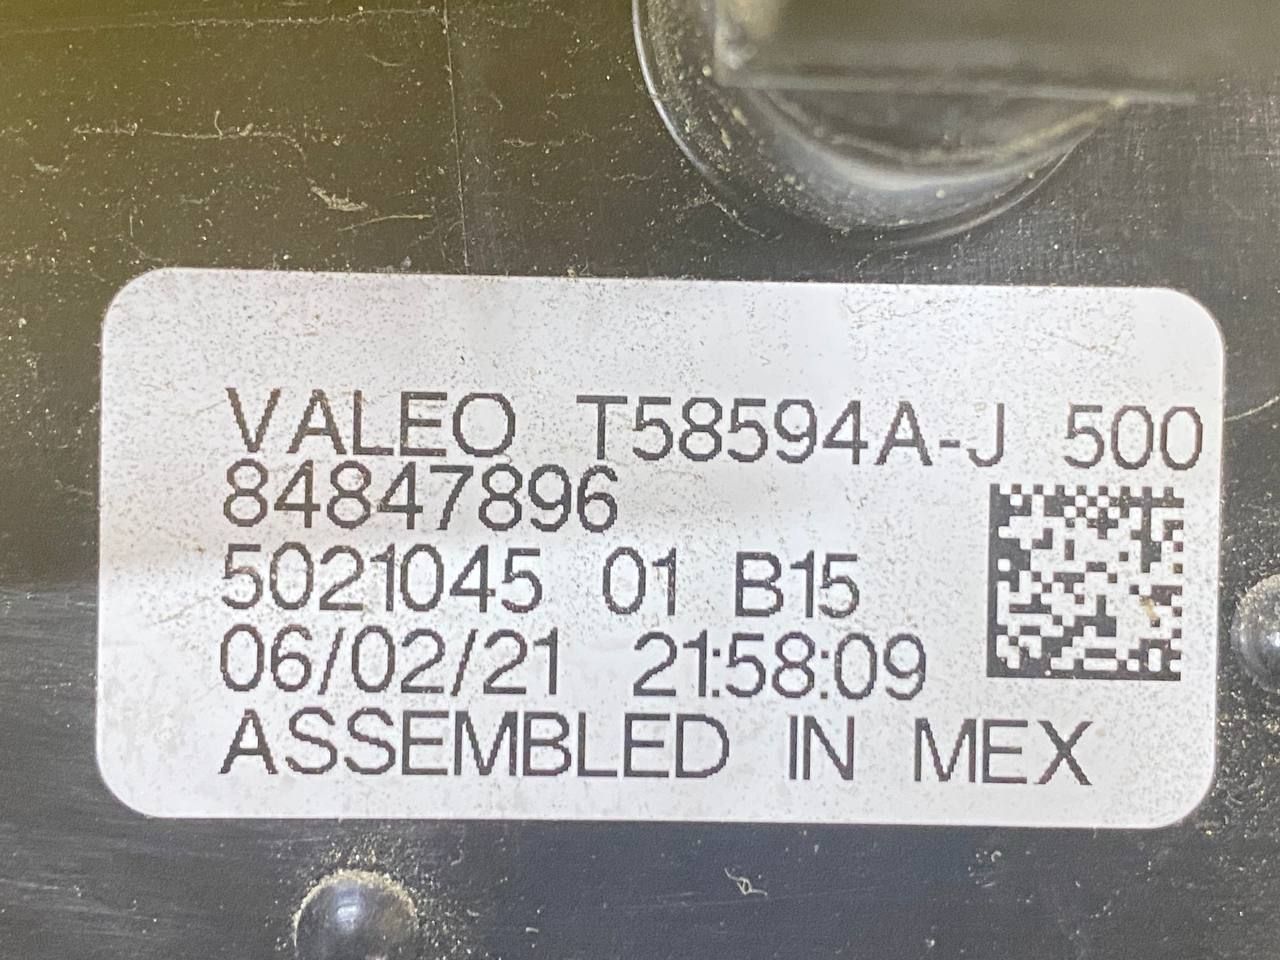 VALEO T58594A-J 500
84847896
5021045 01 B15
06/02/21 21:58:09
ASSEMBLED IN MEX